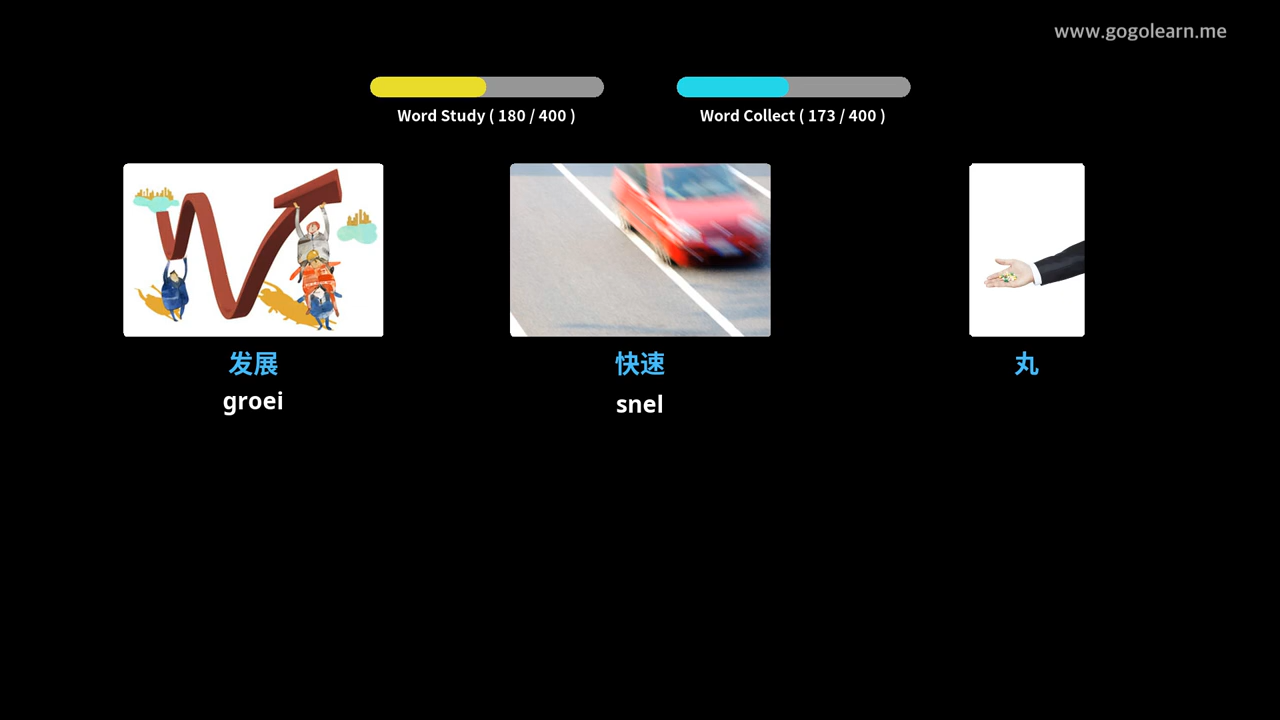 www.gogolearn.me
Word Study ( 180 / 400 )
Word Collect ( 173 / 400 )
发展
groei
快速
snel
丸